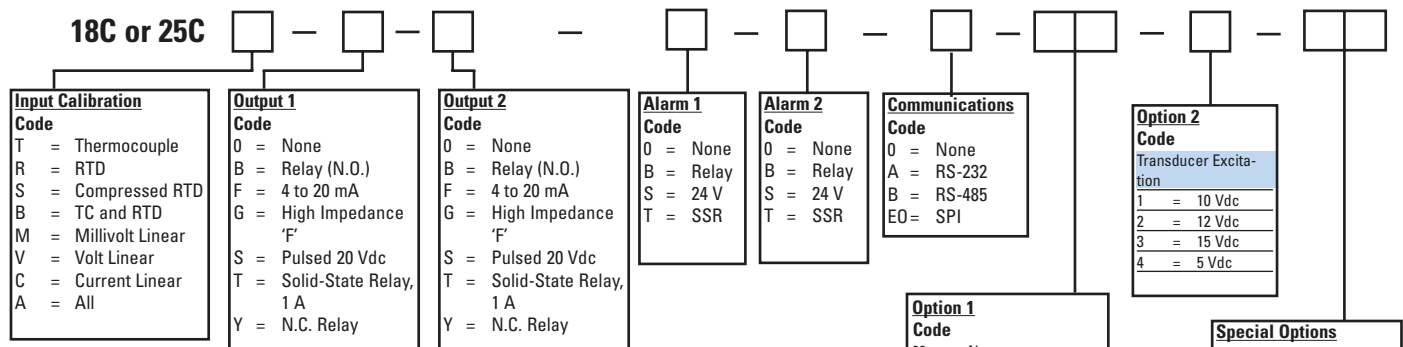 18C or 25C — — — — — — — —
Input Calibration
Code
T = Thermocouple
R = RTD
S = Compressed RTD
B = TC and RTD
M = Millivolt Linear
V = Volt Linear
C = Current Linear
A = All
Output 1
Code
0 = None
B = Relay (N.O.)
F = 4 to 20 mA
G = High Impedance
‘F’
S = Pulsed 20 Vdc
T = Solid-State Relay,
1 A
Y = N.C. Relay
Output 2
Code
0 = None
B = Relay (N.O.)
F = 4 to 20 mA
G = High Impedance
‘F’
S = Pulsed 20 Vdc
T = Solid-State Relay,
1 A
Y = N.C. Relay
Alarm 1
Code
0 = None
B = Relay
S = 24 V
T = SSR
Alarm 2
Code
0 = None
B = Relay
S = 24 V
T = SSR
Communications
Code
0 = None
A = RS-232
B = RS-485
EO = SPI
Option 1
Code
Option 2
Code
Transducer Excita-
tion
1 = 10 Vdc
2 = 12 Vdc
3 = 15 Vdc
4 = 5 Vdc
Special Options